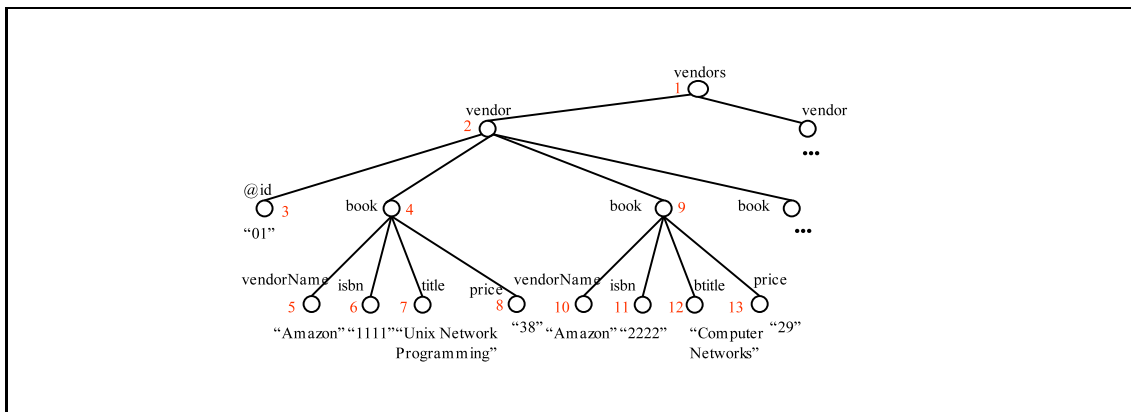 vendors
1
vendor
vendor
2
...
@id
3
book 4
book 9
book
"01"
...
vendorName
isbn
title
price
vendorName
isbn
btitle
price
5
6
7
8
10
11
12
13
"Amazon" "1111" "Unix Network
Programming"
"38"
"Amazon" "2222"
"Computer
Networks"
"29"